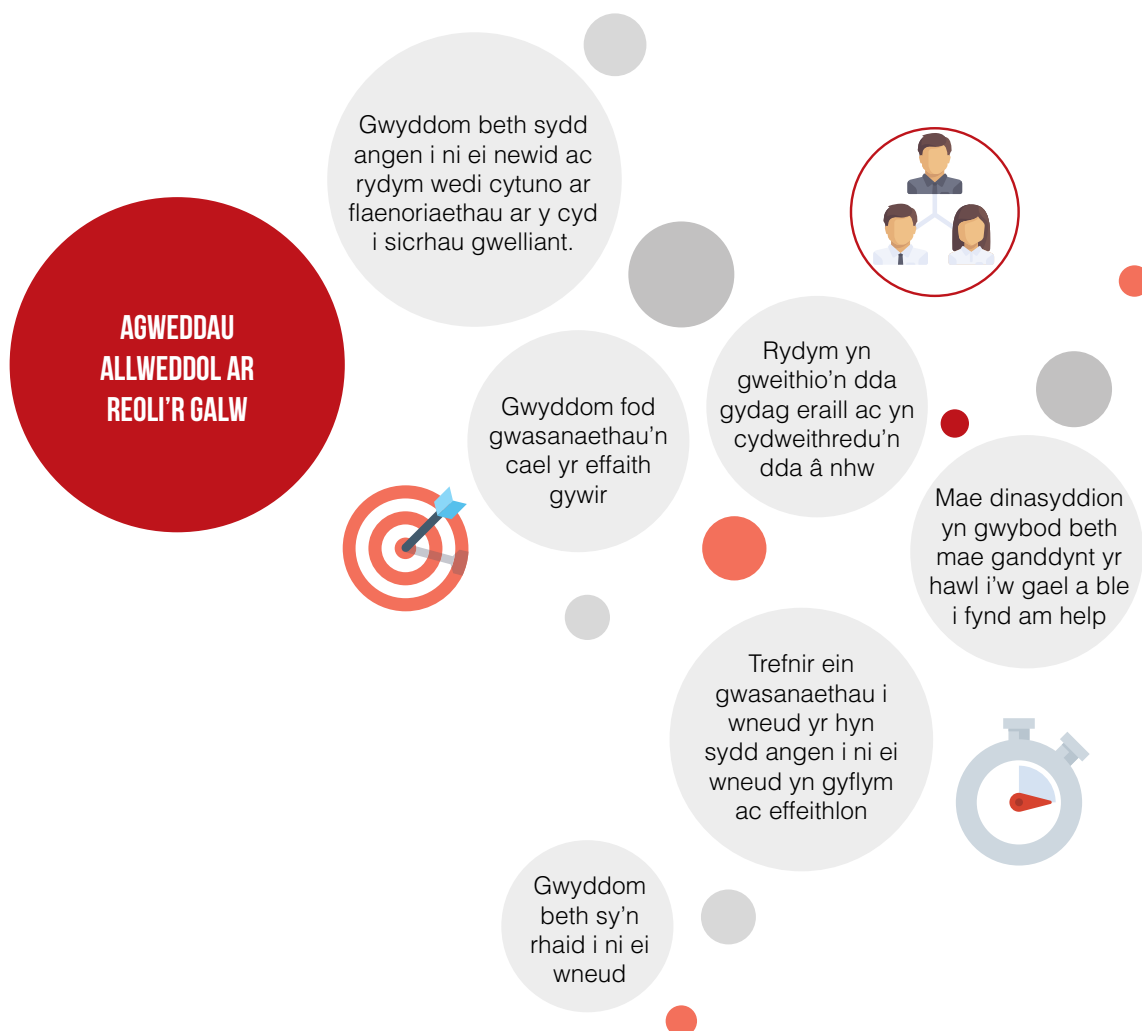 AGWEDDAU
ALLWEDDOL AR
REOLI'R GALW
Gwyddom beth sydd
angen i ni ei newid ac
rydym wedi cytuno ar
flaenoriaethau ar y cyd
i sicrhau gwelliant.
Gwyddom fod
gwasanaethau'n
cael yr effaith
gywir
Rydym yn
gweithio'n dda
gydag eraill ac yn
cydweithredu'n
dda â nhw
Mae dinasyddion
yn gwybod beth
mae ganddynt yr
hawl i'w gael a ble
i fynd am help
Trefnir ein
gwasanaethau i
wneud yr hyn
sydd angen i ni ei
wneud yn gyflym
ac effeithlon
Gwyddom
beth sy'n
rhaid i ni ei
wneud